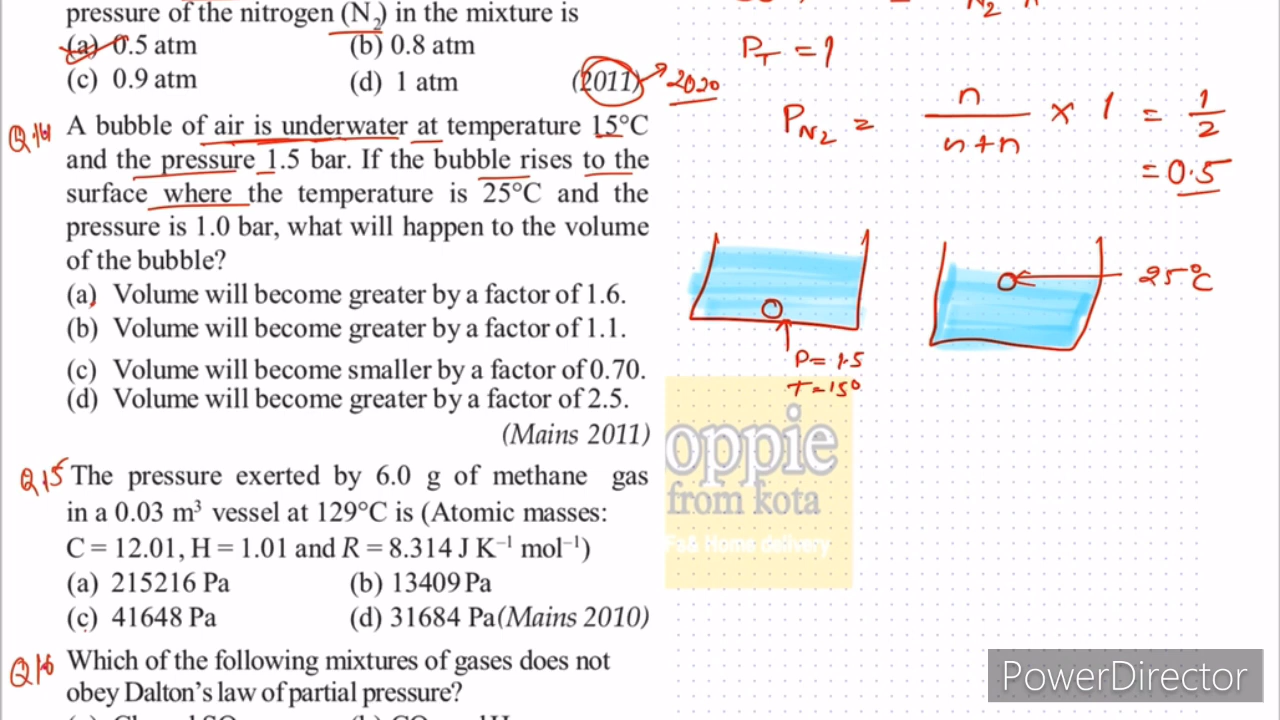 pressure of the nitrogen (N₂) in the mixture is
(a) 0.5 atm (b) 0.8 atm
(c) 0.9 atm (d) 1 atm (2011) 2020
Q14 A bubble of air is underwater at temperature 15°C
and the pressure 1.5 bar. If the bubble rises to the
surface where the temperature is 25°C and the
pressure is 1.0 bar, what will happen to the volume
of the bubble?
(a) Volume will become greater by a factor of 1.6.
(b) Volume will become greater by a factor of 1.1.
(c) Volume will become smaller by a factor of 0.70.
(d) Volume will become greater by a factor of 2.5.
(Mains 2011)
Q15 The pressure exerted by 6.0 g of methane gas
in a 0.03 m³ vessel at 129°C is (Atomic masses:
C = 12.01, H = 1.01 and R = 8.314 J K⁻¹ mol⁻¹)
(a) 215216 Pa (b) 13409 Pa
(c) 41648 Pa (d) 31684 Pa (Mains 2010)
Q16 Which of the following mixtures of gases does not
obey Dalton's law of partial pressure?
N₂
P_T = 1
P_N₂ = n / n+n × 1 = 1/2
= 0.5
25°C
P = 1.5
T = 15°
oppie
from kota
PowerDirector